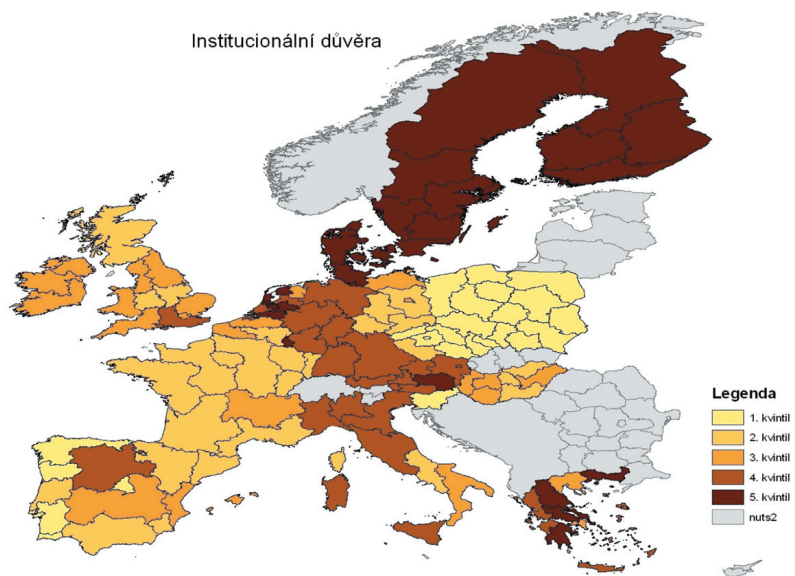 Institucionální důvěra
Legenda
1. kvintil
2. kvintil
3. kvintil
4. kvintil
5. kvintil
nuts2